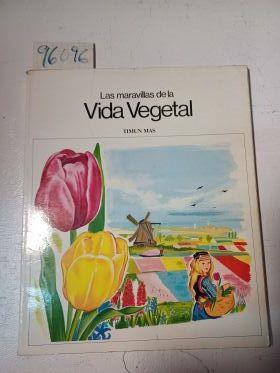 96096
Las maravillas de la
Vida Vegetal
TIMUN MAS